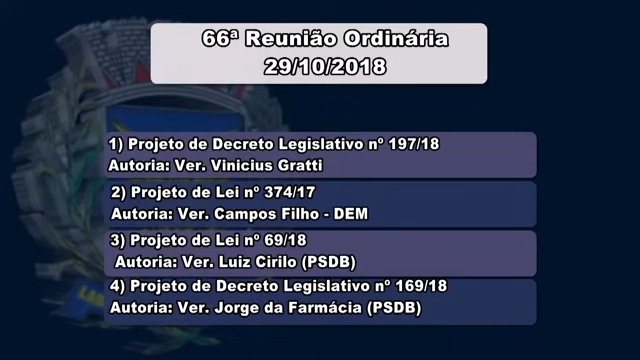 66ª Reunião Ordinária
29/10/2018
1) Projeto de Decreto Legislativo nº 197/18
Autoria: Ver. Vinicius Gratti
2) Projeto de Lei nº 374/17
Autoria: Ver. Campos Filho - DEM
3) Projeto de Lei nº 69/18
Autoria: Ver. Luiz Cirilo (PSDB)
4) Projeto de Decreto Legislativo nº 169/18
Autoria: Ver. Jorge da Farmácia (PSDB)